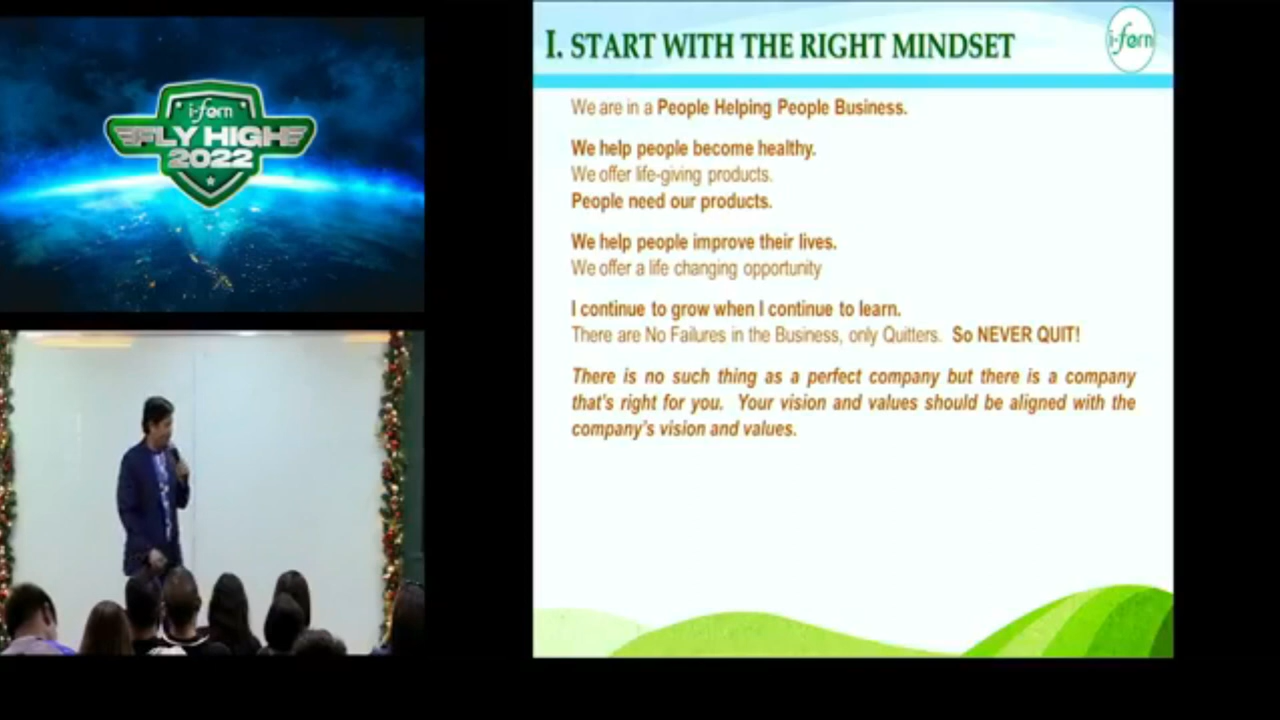 i-fern
FLY HIGH
2022
I. START WITH THE RIGHT MINDSET
i-fern
We are in a People Helping People Business.
We help people become healthy.
We offer life-giving products.
People need our products.
We help people improve their lives.
We offer a life changing opportunity
I continue to grow when I continue to learn.
There are No Failures in the Business, only Quitters. So NEVER QUIT!
There is no such thing as a perfect company but there is a company
that's right for you. Your vision and values should be aligned with the
company's vision and values.